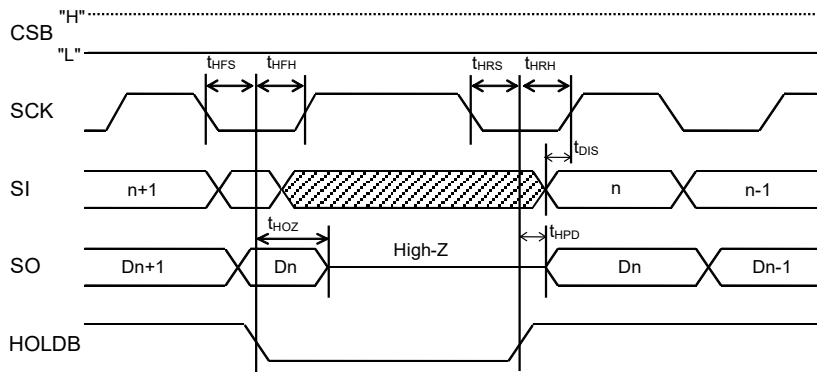 "H"
CSB
"L"
tHFS tHFH tHRS tHRH
SCK
tDIS
SI n+1 n n-1
tHOZ tHPD
High-Z
SO Dn+1 Dn Dn Dn-1
HOLDB